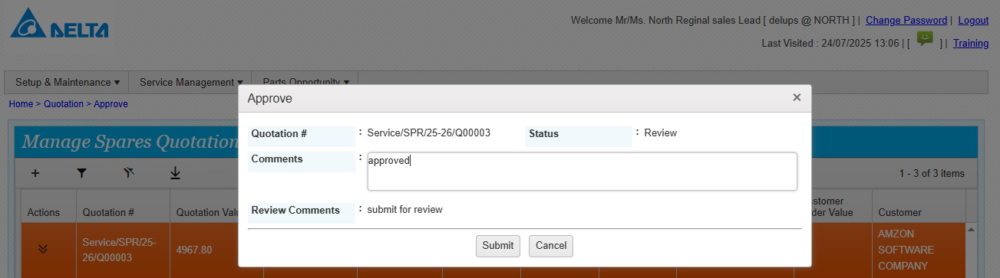 DELTA
Welcome Mr/Ms. North Reginal sales Lead [ delups @ NORTH ] | Change Password | Logout
Last Visited : 24/07/2025 13:06 | [ ] | Training
Setup & Maintenance Service Management Parts Opportunity
Home > Quotation > Approve
Approve
Quotation # : Service/SPR/25-26/Q00003 Status : Review
Comments : approved
Review Comments : submit for review
Submit Cancel
Manage Spares Quotation
1 - 3 of 3 items
Actions Quotation # Quotation Valu
stomer
der Value
Customer
Service/SPR/25-
26/Q00003
4967.80
AMZON
SOFTWARE
COMPANY